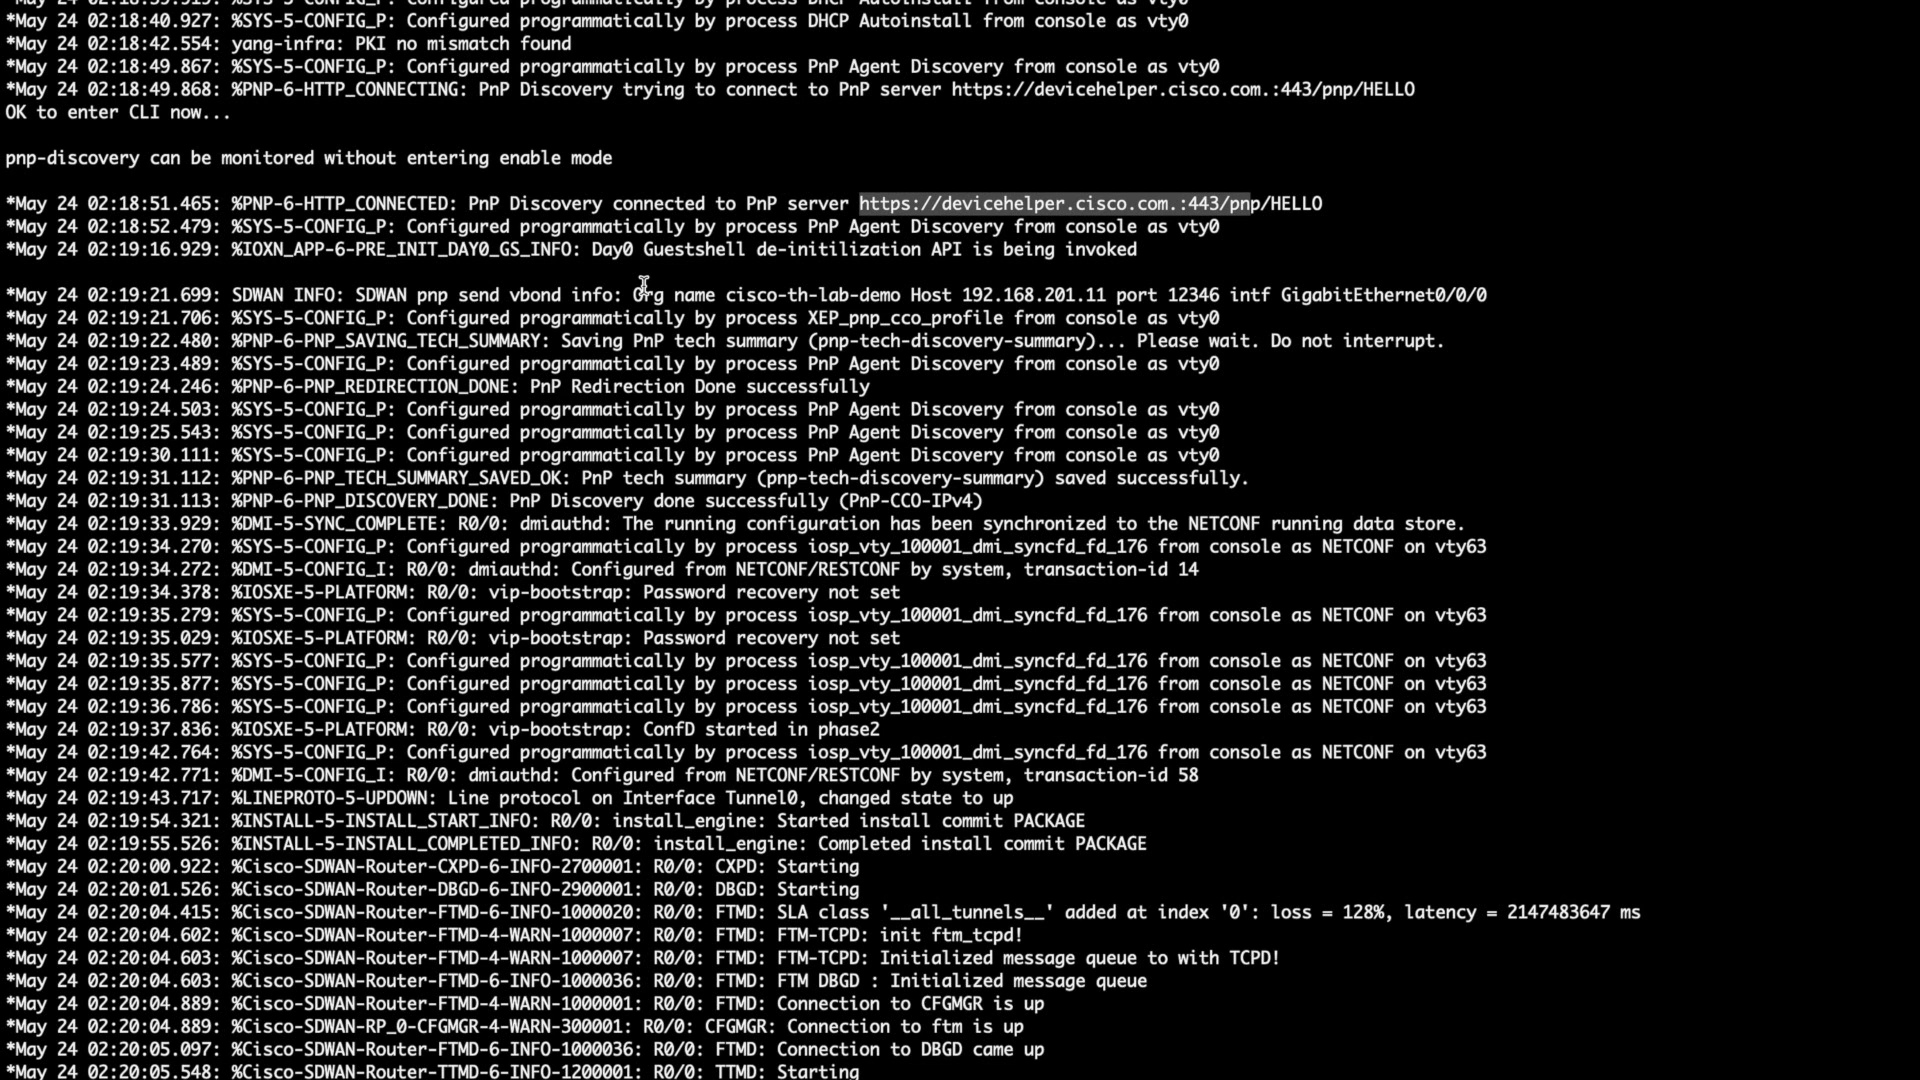 *May 24 02:18:39.919: %SYS-5-CONFIG_P: Configured programmatically by process DHCP Autoinstall from console as vty0
*May 24 02:18:40.927: %SYS-5-CONFIG_P: Configured programmatically by process DHCP Autoinstall from console as vty0
*May 24 02:18:42.554: yang-infra: PKI no mismatch found
*May 24 02:18:49.867: %SYS-5-CONFIG_P: Configured programmatically by process PnP Agent Discovery from console as vty0
*May 24 02:18:49.868: %PNP-6-HTTP_CONNECTING: PnP Discovery trying to connect to PnP server https://devicehelper.cisco.com.:443/pnp/HELLO
OK to enter CLI now...
pnp-discovery can be monitored without entering enable mode
*May 24 02:18:51.465: %PNP-6-HTTP_CONNECTED: PnP Discovery connected to PnP server https://devicehelper.cisco.com.:443/pnp/HELLO
*May 24 02:18:52.479: %SYS-5-CONFIG_P: Configured programmatically by process PnP Agent Discovery from console as vty0
*May 24 02:19:16.929: %IOXN_APP-6-PRE_INIT_DAY0_GS_INFO: Day0 Guestshell de-initilization API is being invoked
*May 24 02:19:21.699: SDWAN INFO: SDWAN pnp send vbond info: Org name cisco-th-lab-demo Host 192.168.201.11 port 12346 intf GigabitEthernet0/0/0
*May 24 02:19:21.706: %SYS-5-CONFIG_P: Configured programmatically by process XEP_pnp_cco_profile from console as vty0
*May 24 02:19:22.480: %PNP-6-PNP_SAVING_TECH_SUMMARY: Saving PnP tech summary (pnp-tech-discovery-summary)... Please wait. Do not interrupt.
*May 24 02:19:23.489: %SYS-5-CONFIG_P: Configured programmatically by process PnP Agent Discovery from console as vty0
*May 24 02:19:24.246: %PNP-6-PNP_REDIRECTION_DONE: PnP Redirection Done successfully
*May 24 02:19:24.503: %SYS-5-CONFIG_P: Configured programmatically by process PnP Agent Discovery from console as vty0
*May 24 02:19:25.543: %SYS-5-CONFIG_P: Configured programmatically by process PnP Agent Discovery from console as vty0
*May 24 02:19:30.111: %SYS-5-CONFIG_P: Configured programmatically by process PnP Agent Discovery from console as vty0
*May 24 02:19:31.112: %PNP-6-PNP_TECH_SUMMARY_SAVED_OK: PnP tech summary (pnp-tech-discovery-summary) saved successfully.
*May 24 02:19:31.113: %PNP-6-PNP_DISCOVERY_DONE: PnP Discovery done successfully (PnP-CCO-IPv4)
*May 24 02:19:33.929: %DMI-5-SYNC_COMPLETE: R0/0: dmiauthd: The running configuration has been synchronized to the NETCONF running data store.
*May 24 02:19:34.270: %SYS-5-CONFIG_P: Configured programmatically by process iosp_vty_100001_dmi_syncfd_fd_176 from console as NETCONF on vty63
*May 24 02:19:34.272: %DMI-5-CONFIG_I: R0/0: dmiauthd: Configured from NETCONF/RESTCONF by system, transaction-id 14
*May 24 02:19:34.378: %IOSXE-5-PLATFORM: R0/0: vip-bootstrap: Password recovery not set
*May 24 02:19:35.279: %SYS-5-CONFIG_P: Configured programmatically by process iosp_vty_100001_dmi_syncfd_fd_176 from console as NETCONF on vty63
*May 24 02:19:35.029: %IOSXE-5-PLATFORM: R0/0: vip-bootstrap: Password recovery not set
*May 24 02:19:35.577: %SYS-5-CONFIG_P: Configured programmatically by process iosp_vty_100001_dmi_syncfd_fd_176 from console as NETCONF on vty63
*May 24 02:19:35.877: %SYS-5-CONFIG_P: Configured programmatically by process iosp_vty_100001_dmi_syncfd_fd_176 from console as NETCONF on vty63
*May 24 02:19:36.786: %SYS-5-CONFIG_P: Configured programmatically by process iosp_vty_100001_dmi_syncfd_fd_176 from console as NETCONF on vty63
*May 24 02:19:37.836: %IOSXE-5-PLATFORM: R0/0: vip-bootstrap: ConfD started in phase2
*May 24 02:19:42.764: %SYS-5-CONFIG_P: Configured programmatically by process iosp_vty_100001_dmi_syncfd_fd_176 from console as NETCONF on vty63
*May 24 02:19:42.771: %DMI-5-CONFIG_I: R0/0: dmiauthd: Configured from NETCONF/RESTCONF by system, transaction-id 58
*May 24 02:19:43.717: %LINEPROTO-5-UPDOWN: Line protocol on Interface Tunnel0, changed state to up
*May 24 02:19:54.321: %INSTALL-5-INSTALL_START_INFO: R0/0: install_engine: Started install commit PACKAGE
*May 24 02:19:55.526: %INSTALL-5-INSTALL_COMPLETED_INFO: R0/0: install_engine: Completed install commit PACKAGE
*May 24 02:20:00.922: %Cisco-SDWAN-Router-CXPD-6-INFO-2700001: R0/0: CXPD: Starting
*May 24 02:20:01.526: %Cisco-SDWAN-Router-DBGD-6-INFO-2900001: R0/0: DBGD: Starting
*May 24 02:20:04.415: %Cisco-SDWAN-Router-FTMD-6-INFO-1000020: R0/0: FTMD: SLA class '__all_tunnels__' added at index '0': loss = 128%, latency = 2147483647 ms
*May 24 02:20:04.602: %Cisco-SDWAN-Router-FTMD-4-WARN-1000007: R0/0: FTMD: FTM-TCPD: init ftm_tcpd!
*May 24 02:20:04.603: %Cisco-SDWAN-Router-FTMD-4-WARN-1000007: R0/0: FTMD: FTM-TCPD: Initialized message queue to with TCPD!
*May 24 02:20:04.603: %Cisco-SDWAN-Router-FTMD-6-INFO-1000036: R0/0: FTMD: FTM DBGD : Initialized message queue
*May 24 02:20:04.889: %Cisco-SDWAN-Router-FTMD-4-WARN-1000001: R0/0: FTMD: Connection to CFGMGR is up
*May 24 02:20:04.889: %Cisco-SDWAN-RP_0-CFGMGR-4-WARN-300001: R0/0: CFGMGR: Connection to ftm is up
*May 24 02:20:05.097: %Cisco-SDWAN-Router-FTMD-6-INFO-1000036: R0/0: FTMD: Connection to DBGD came up
*May 24 02:20:05.548: %Cisco-SDWAN-Router-TTMD-6-INFO-1200001: R0/0: TTMD: Starting